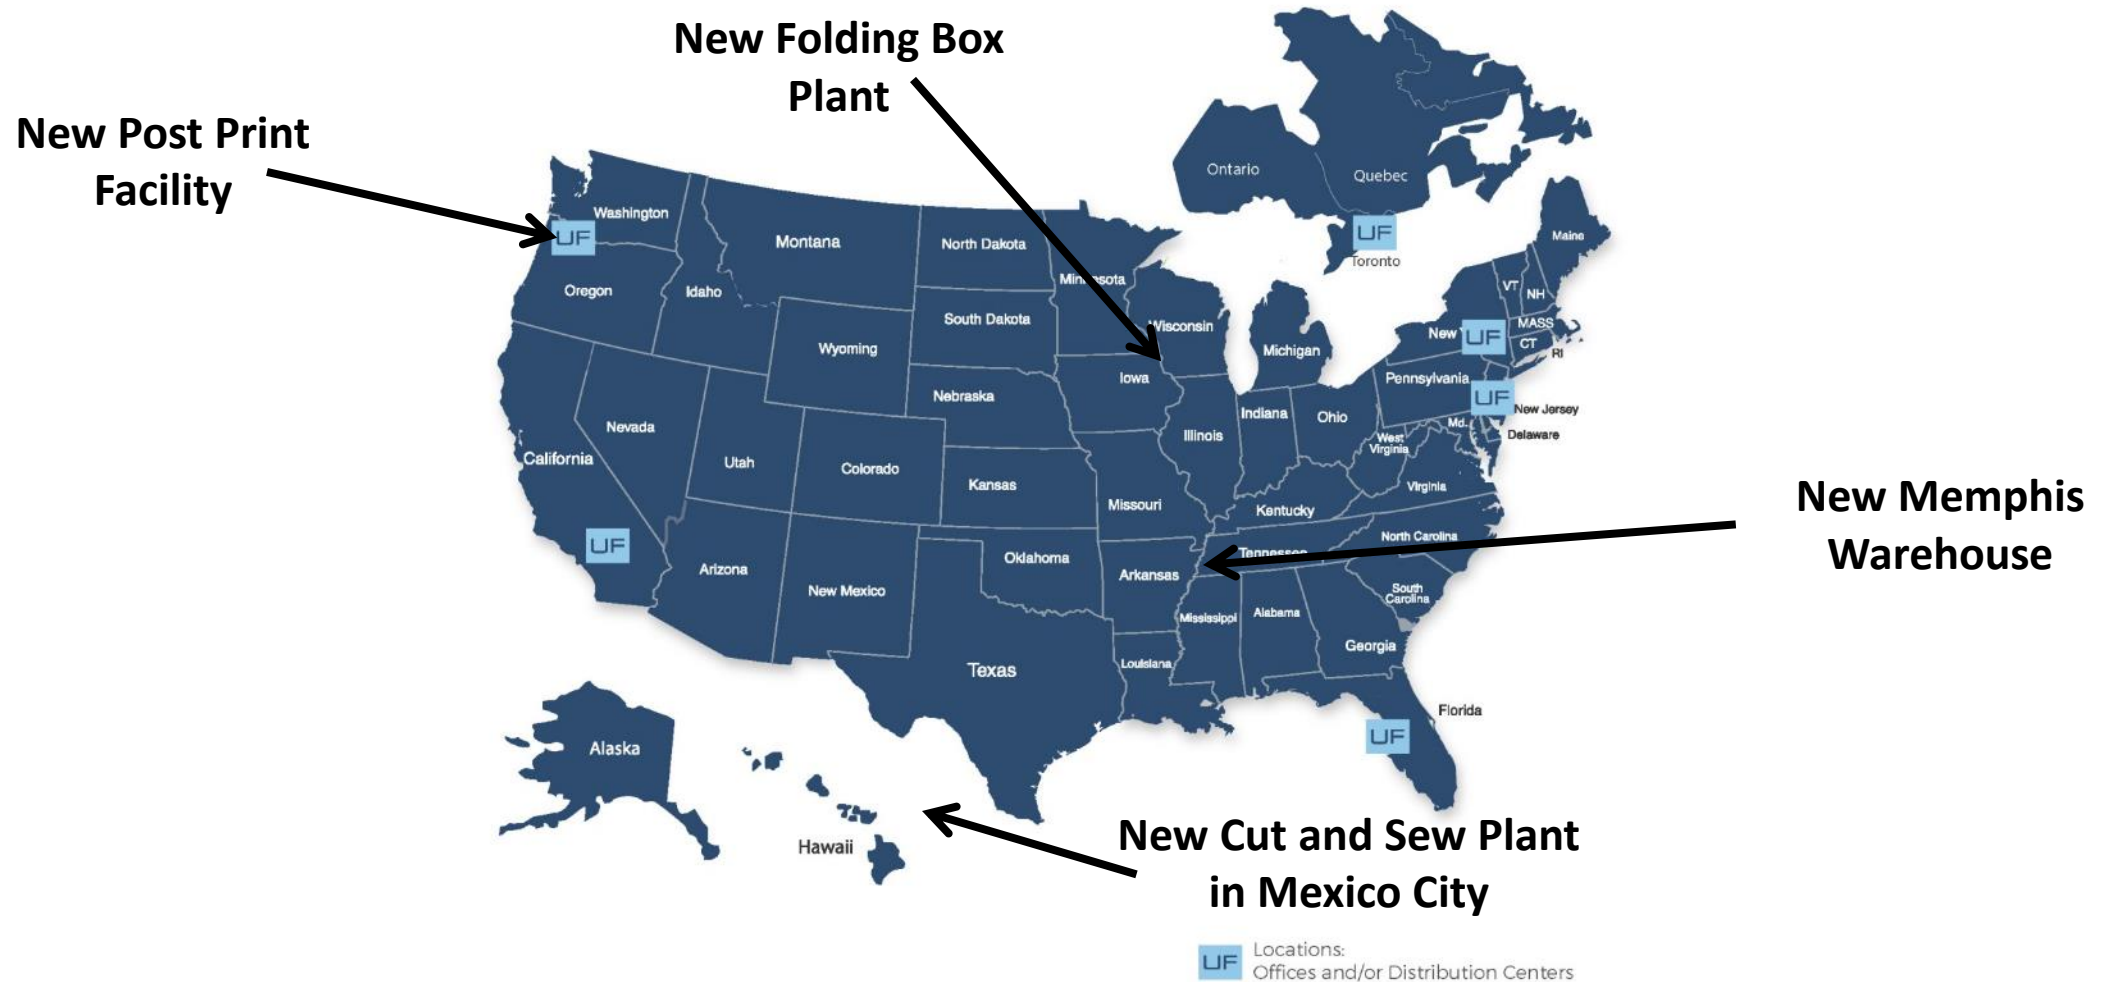 New Folding Box
Plant
New Post Print
Facility
Ontario
Quebec
Washington
UF
UF
Toronto
Maine
Montana
North Dakota
Minnesota
Oregon
Idaho
VT
NH
South Dakota
Wisconsin
New
UF
MASS
CT
RI
Wyoming
Michigan
Iowa
Pennsylvania
Nebraska
UF
New Jersey
Indiana
Ohio
Md.
Delaware
Nevada
Illinois
West
Virginia
California
Utah
Colorado
Kansas
Virginia
Missouri
Kentucky
New Memphis
Warehouse
North Carolina
UF
Tennessee
Oklahoma
Arizona
Arkansas
New Mexico
South
Carolina
Mississippi
Alabama
Georgia
Texas
Louisiana
Florida
UF
Alaska
Hawaii
New Cut and Sew Plant
in Mexico City
UF
Locations:
Offices and/or Distribution Centers